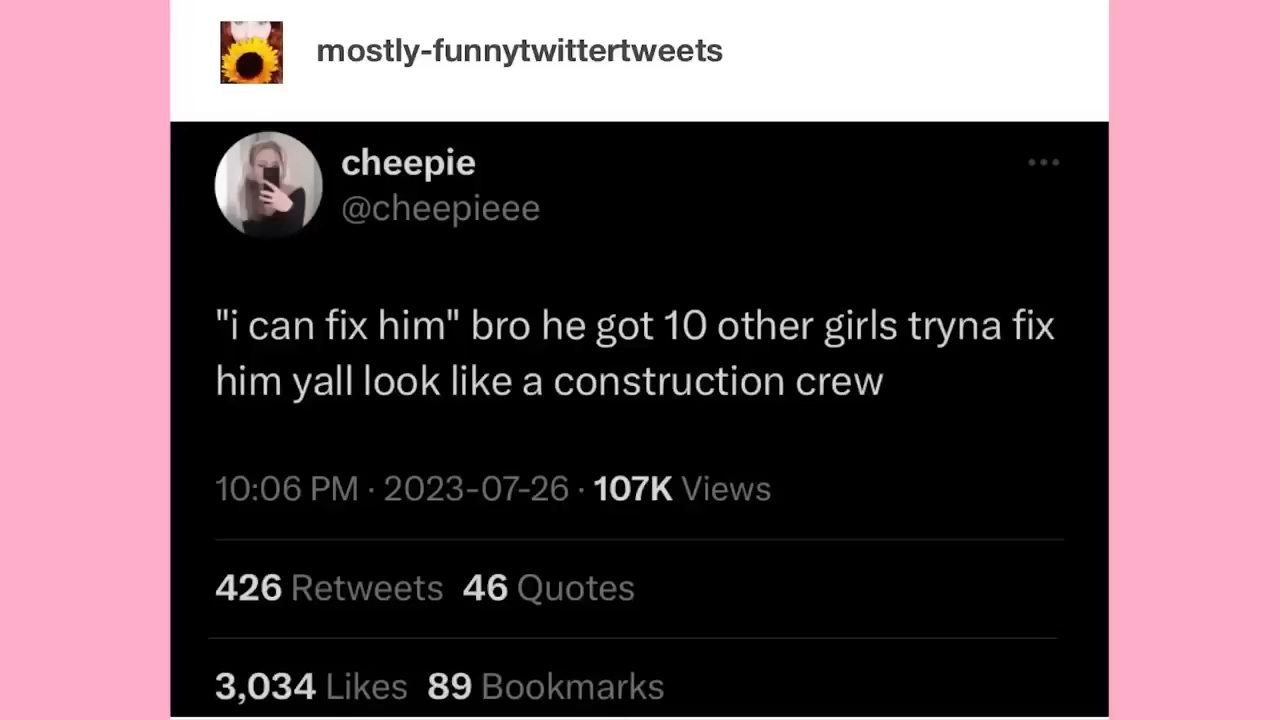 mostly-funnytwittertweets
cheepie
@cheepieee
"i can fix him" bro he got 10 other girls tryna fix
him yall look like a construction crew
10:06 PM · 2023-07-26 · 107K Views
426 Retweets 46 Quotes
3,034 Likes 89 Bookmarks